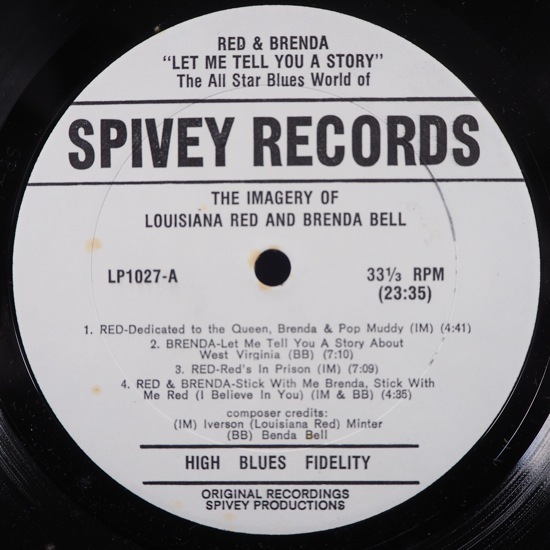 RED & BRENDA
"LET ME TELL YOU A STORY"
The All Star Blues World of
SPIVEY RECORDS
THE IMAGERY OF
LOUISIANA RED AND BRENDA BELL
LP1027-A
33⅓ RPM
(23:35)
1. RED-Dedicated to the Queen, Brenda & Pop Muddy (IM) (4:41)
2. BRENDA-Let Me Tell You A Story About
West Virginia (BB) (7:10)
3. RED-Red's In Prison (IM) (7:09)
4. RED & BRENDA-Stick With Me Brenda, Stick With
Me Red (I Believe In You) (IM & BB) (4:35)
composer credits:
(IM) Iverson (Louisiana Red) Minter
(BB) Benda Bell
HIGH BLUES FIDELITY
ORIGINAL RECORDINGS
SPIVEY PRODUCTIONS